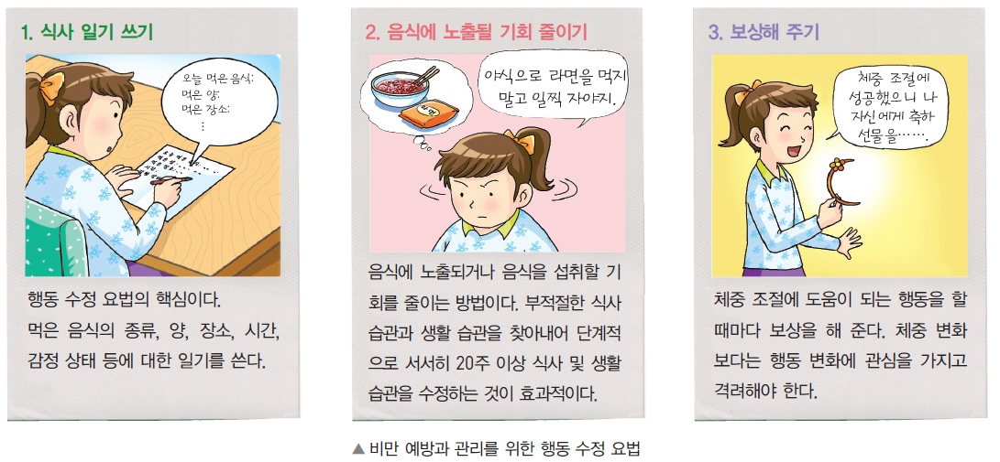 1. 식사 일기 쓰기
오늘 먹은 음식:
먹은 양:
먹은 장소:
⋮
행동 수정 요법의 핵심이다.
먹은 음식의 종류, 양, 장소, 시간,
감정 상태 등에 대한 일기를 쓴다.
2. 음식에 노출될 기회 줄이기
야식으로 라면을 먹지
말고 일찍 자야지.
음식에 노출되거나 음식을 섭취할 기
회를 줄이는 방법이다. 부적절한 식사
습관과 생활 습관을 찾아내어 단계적
으로 서서히 20주 이상 식사 및 생활
습관을 수정하는 것이 효과적이다.
3. 보상해 주기
체중 조절에
성공했으니 나
자신에게 축하
선물을…….
체중 조절에 도움이 되는 행동을 할
때마다 보상을 해 준다. 체중 변화
보다는 행동 변화에 관심을 가지고
격려해야 한다.
▲ 비만 예방과 관리를 위한 행동 수정 요법